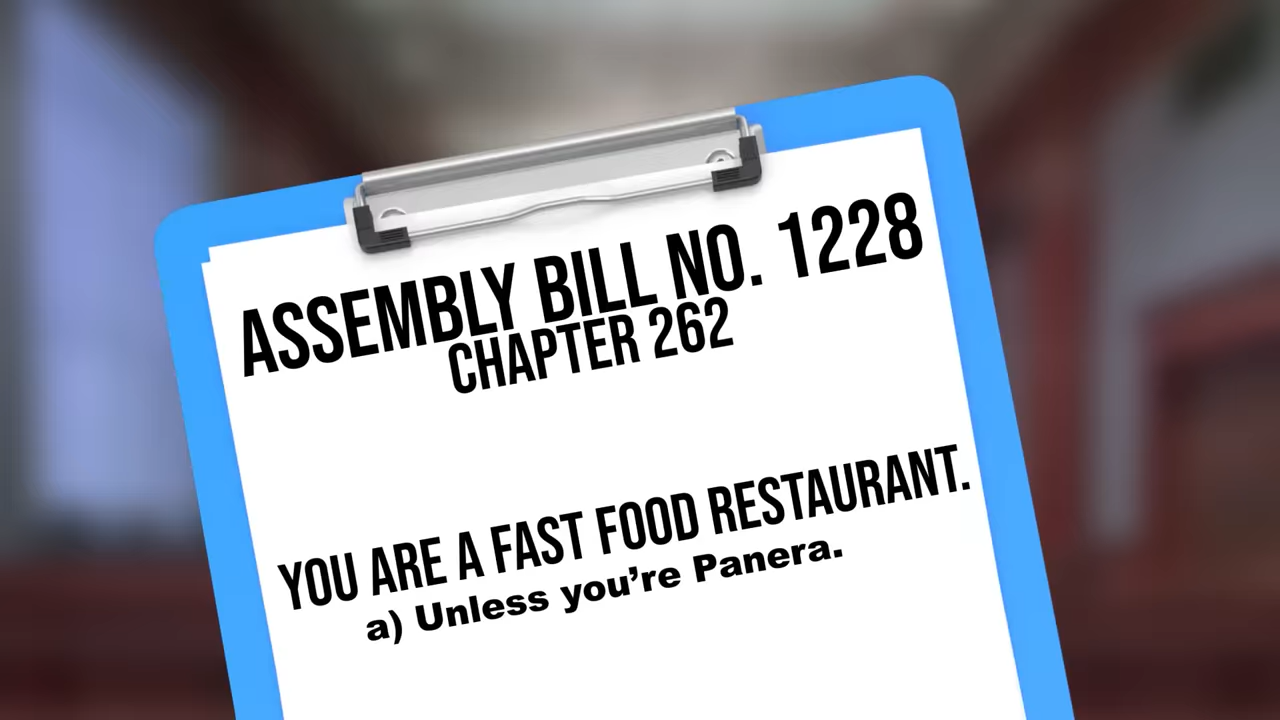 ASSEMBLY BILL NO. 1228
CHAPTER 262
YOU ARE A FAST FOOD RESTAURANT.
a) Unless you’re Panera.